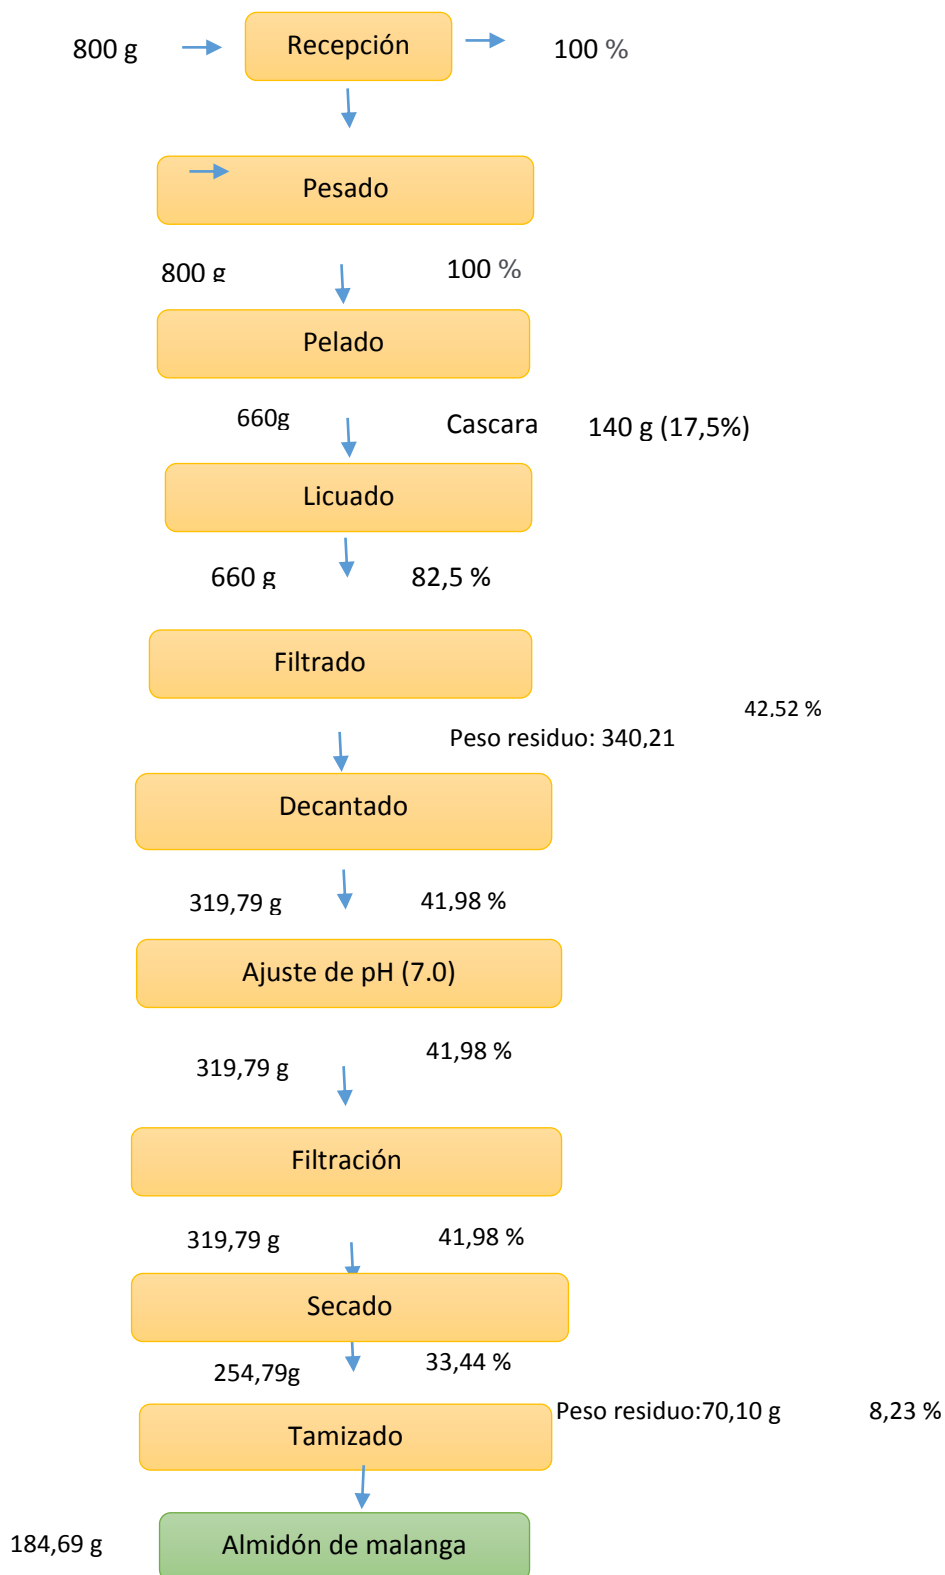 800 g Recepción 100 %
Pesado
800 g 100 %
Pelado
660g Cascara 140 g (17,5%)
Licuado
660 g 82,5 %
Filtrado
42,52 %
Peso residuo: 340,21
Decantado
319,79 g 41,98 %
Ajuste de pH (7.0)
319,79 g 41,98 %
Filtración
319,79 g 41,98 %
Secado
254,79g 33,44 %
Peso residuo:70,10 g 8,23 %
Tamizado
184,69 g Almidón de malanga